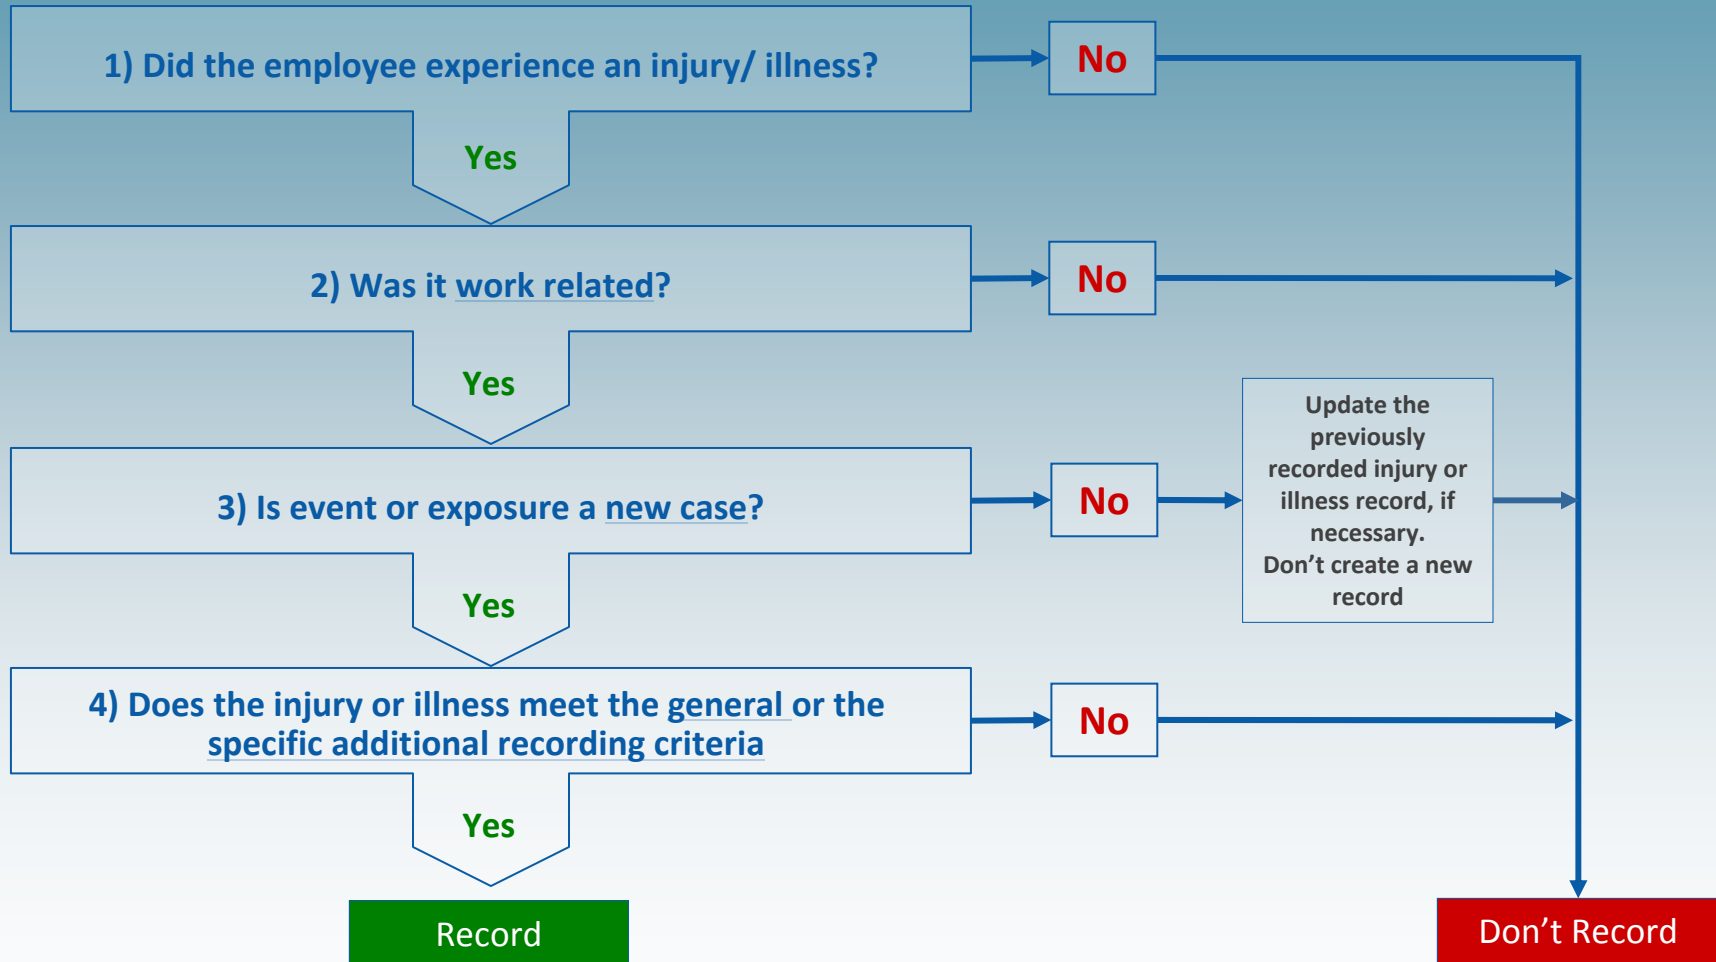 1) Did the employee experience an injury/ illness?
No
Yes
2) Was it work related?
No
Yes
3) Is event or exposure a new case?
No
Update the
previously
recorded injury or
illness record, if
necessary.
Don’t create a new
record
Yes
4) Does the injury or illness meet the general or the
specific additional recording criteria
No
Yes
Record
Don’t Record